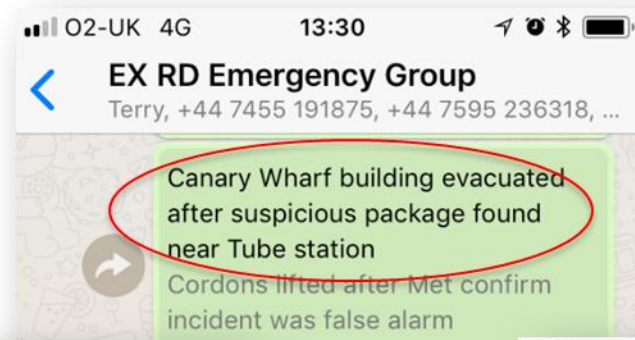 O2-UK 4G 13:30
EX RD Emergency Group
Terry, +44 7455 191875, +44 7595 236318, ...
Canary Wharf building evacuated
after suspicious package found
near Tube station
Cordons lifted after Met confirm
incident was false alarm